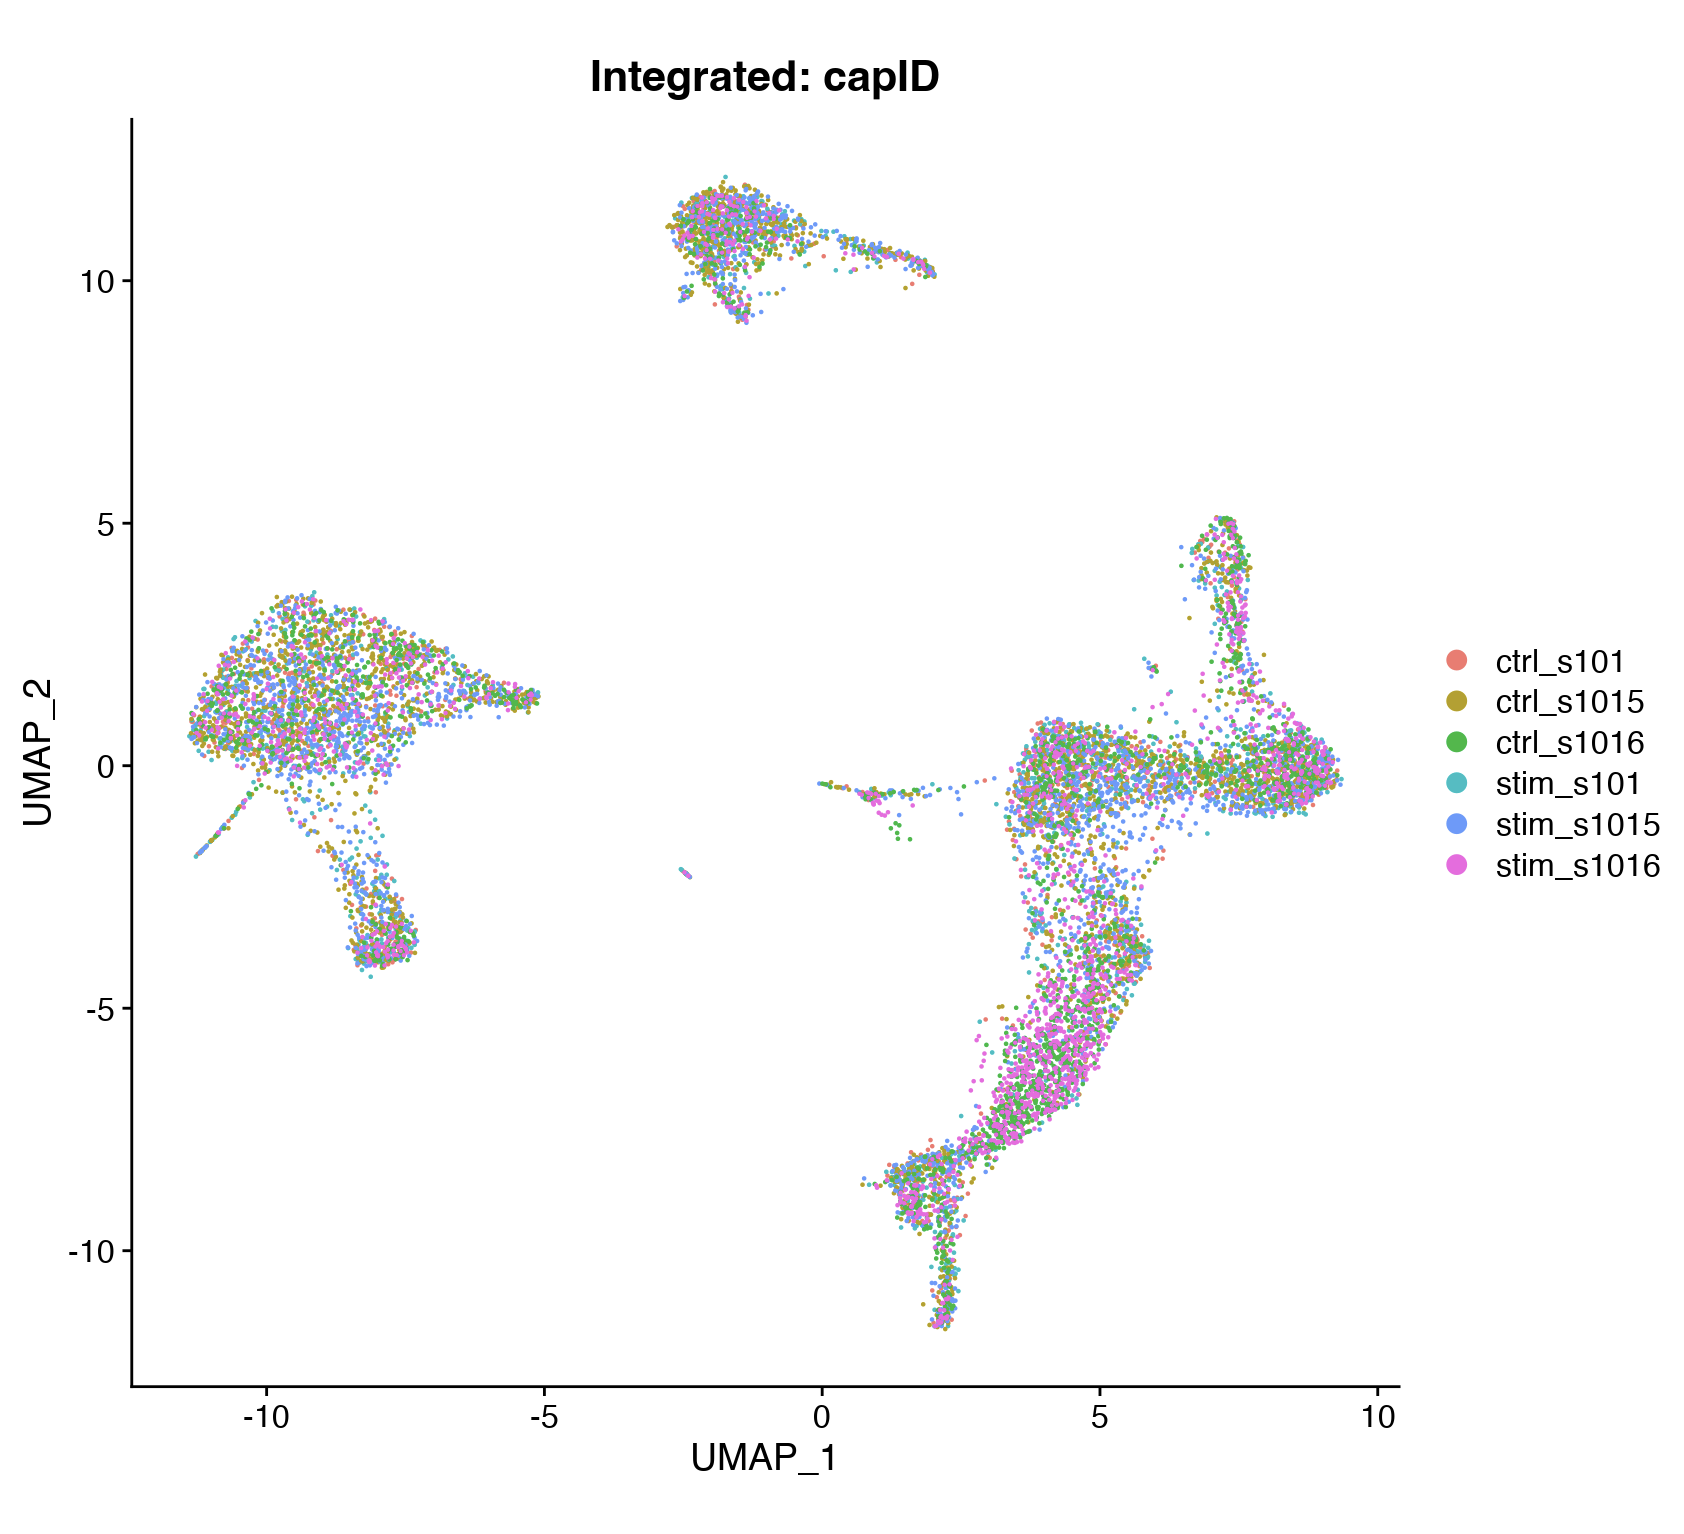 Integrated: capID
UMAP_2
10
5
0
-5
-10
-10
-5
0
5
10
UMAP_1
ctrl_s101
ctrl_s1015
ctrl_s1016
stim_s101
stim_s1015
stim_s1016